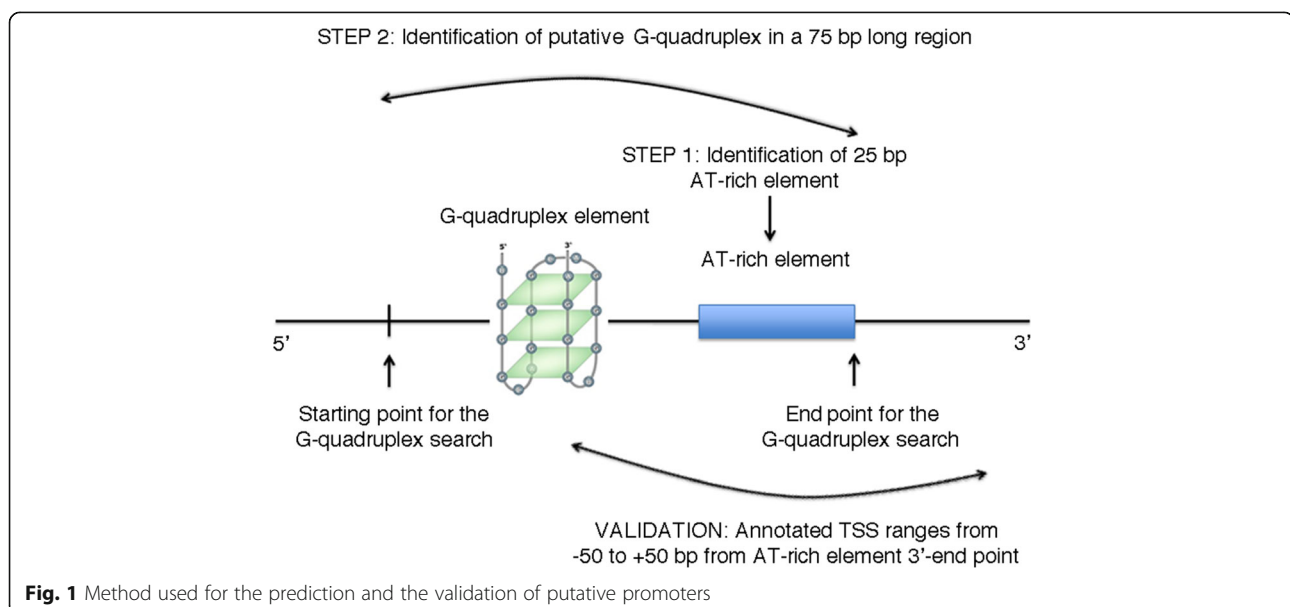 STEP 2: Identification of putative G-quadruplex in a 75 bp long region
STEP 1: Identification of 25 bp
AT-rich element
G-quadruplex element
AT-rich element
5'
3'
5'
3'
Starting point for the
G-quadruplex search
End point for the
G-quadruplex search
VALIDATION: Annotated TSS ranges from
-50 to +50 bp from AT-rich element 3'-end point
Fig. 1 Method used for the prediction and the validation of putative promoters